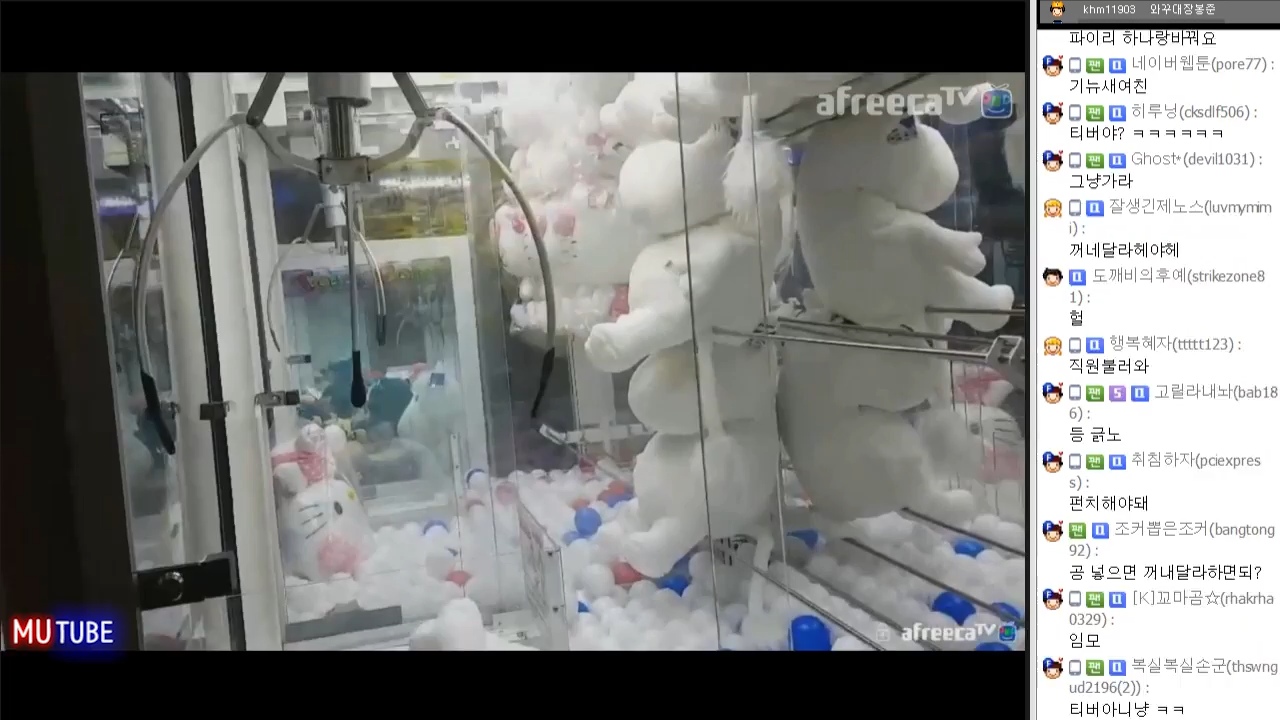 khm11903 와꾸대장봉준
파이리 하나랑바꿔요
네이버웹툰(pore77) :
기뉴새여친
히루닝(cksdlf506) :
티버야? ㅋㅋㅋㅋㅋㅋ
Ghost*(devil1031) :
그냥가라
잘생긴제노스(luvmymim
i) :
꺼네달라헤야헤
도깨비의후예(strikezone8
1) :
헐
행복혜자(ttttt123) :
직원불러와
고릴라내놔(bab18
6) :
등 긁노
취침하자(pciexpres
s) :
펀치해야돼
조커뽑은조커(bangtong
92) :
공 넣으면 꺼내달라하면되?
[K]꼬마곰☆(rhakrha
0329) :
임모
복실복실손군(thswng
ud2196(2)) :
티버아니냥 ㅋㅋ
afreecaTV
afreecaTV
MUTUBE